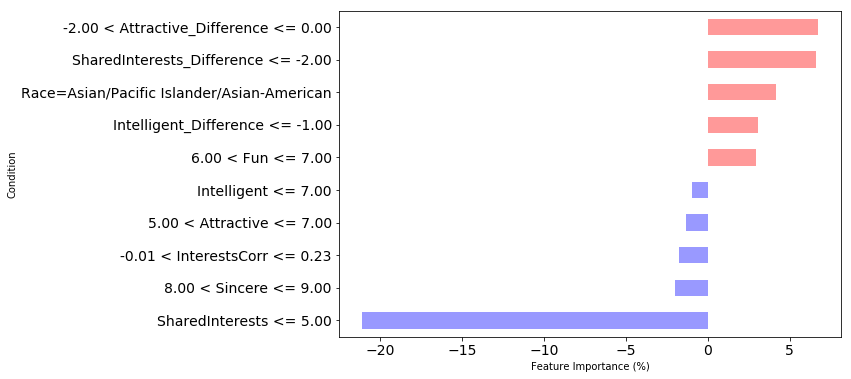 -2.00 < Attractive_Difference <= 0.00
SharedInterests_Difference <= -2.00
Race=Asian/Pacific Islander/Asian-American
Intelligent_Difference <= -1.00
6.00 < Fun <= 7.00
Intelligent <= 7.00
5.00 < Attractive <= 7.00
-0.01 < InterestsCorr <= 0.23
8.00 < Sincere <= 9.00
SharedInterests <= 5.00
Condition
−20 −15 −10 −5 0 5
Feature Importance (%)